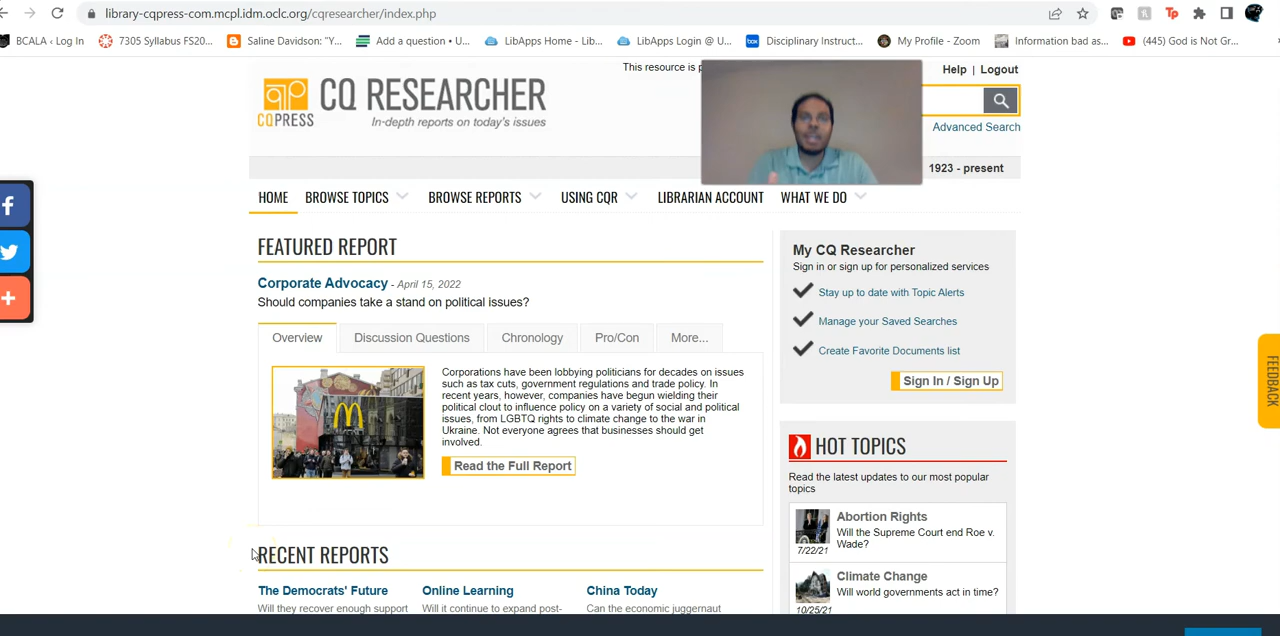 library-cqpress-com.mcpl.idm.oclc.org/cqresearcher/index.php
BCALA ‹ Log In
7305 Syllabus FS20...
Saline Davidson: "Y...
Add a question • U...
LibApps Home - Lib...
LibApps Login @ U...
box
Disciplinary Instruct...
My Profile - Zoom
Information bad as...
(445) God is Not Gr...
This resource is p
Help | Logout
CQPRESS
CQ RESEARCHER
In-depth reports on today's issues
Advanced Search
1923 - present
HOME
BROWSE TOPICS
BROWSE REPORTS
USING CQR
LIBRARIAN ACCOUNT
WHAT WE DO
FEATURED REPORT
Corporate Advocacy - April 15, 2022
Should companies take a stand on political issues?
Overview
Discussion Questions
Chronology
Pro/Con
More...
Corporations have been lobbying politicians for decades on issues
such as tax cuts, government regulations and trade policy. In
recent years, however, companies have begun wielding their
political clout to influence policy on a variety of social and political
issues, from LGBTQ rights to climate change to the war in
Ukraine. Not everyone agrees that businesses should get
involved.
Read the Full Report
RECENT REPORTS
The Democrats' Future
Will they recover enough support
Online Learning
Will it continue to expand post-
China Today
Can the economic juggernaut
My CQ Researcher
Sign in or sign up for personalized services
Stay up to date with Topic Alerts
Manage your Saved Searches
Create Favorite Documents list
Sign In / Sign Up
HOT TOPICS
Read the latest updates to our most popular
topics
Abortion Rights
Will the Supreme Court end Roe v.
Wade?
7/22/21
Climate Change
Will world governments act in time?
10/25/21
FEEDBACK